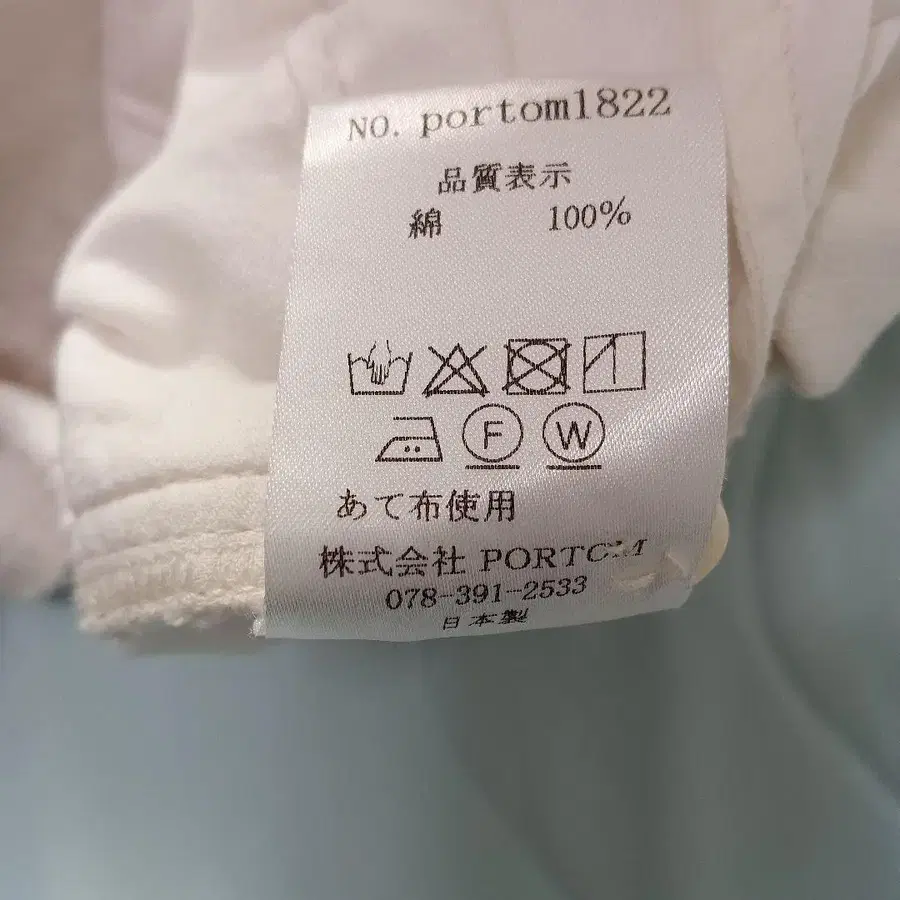 NO. portom1822
品質表示
綿 100%
F W
あて布使用
株式会社 PORTOM
078-391-2533
日本製